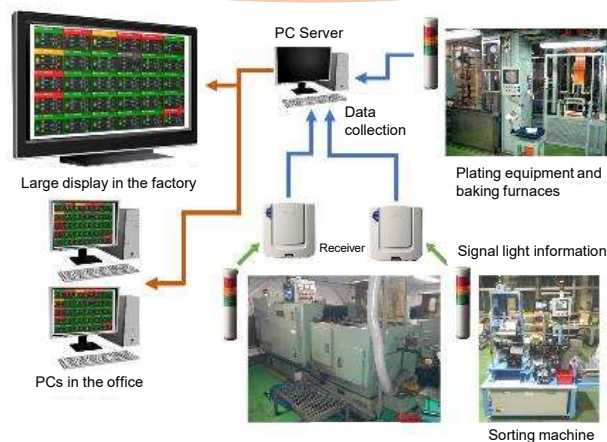 PC Server
Data
collection
Large display in the factory
Plating equipment and
baking furnaces
Receiver
Signal light information
PCs in the office
Sorting machine